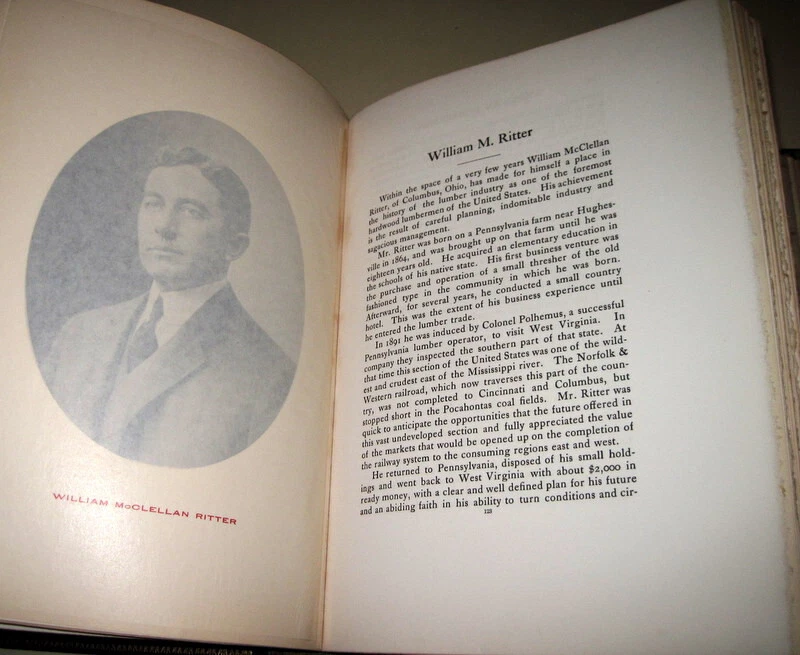 WILLIAM McCLELLAN RITTER
William M. Ritter
Within the space of a very few years William McClellan
Ritter, of Columbus, Ohio, has made for himself a place in
the history of the lumber industry as one of the foremost
hardwood lumbermen of the United States. His achievement
is the result of careful planning, indomitable industry and
sagacious management.
Mr. Ritter was born on a Pennsylvania farm near Hughes-
ville in 1864, and was brought up on that farm until he was
eighteen years old. He acquired an elementary education in
the schools of his native state. His first business venture was
the purchase and operation of a small thresher of the old
fashioned type in the community in which he was born.
Afterward, for several years, he conducted a small country
hotel. This was the extent of his business experience until
he entered the lumber trade.
In 1891 he was induced by Colonel Polhemus, a successful
Pennsylvania lumber operator, to visit West Virginia. In
company they inspected the southern part of that state. At
that time this section of the United States was one of the wild-
est and crudest east of the Mississippi river. The Norfolk &
Western railroad, which now traverses this part of the coun-
try, was not completed to Cincinnati and Columbus, but
stopped short in the Pocahontas coal fields. Mr. Ritter was
quick to anticipate the opportunities that the future offered in
this vast undeveloped section and fully appreciated the value
of the markets that would be opened up on the completion of
the railway system to the consuming regions east and west.
He returned to Pennsylvania, disposed of his small hold-
ings and went back to West Virginia with about $2,000 in
ready money, with a clear and well defined plan for his future
and an abiding faith in his ability to turn conditions and cir-
123